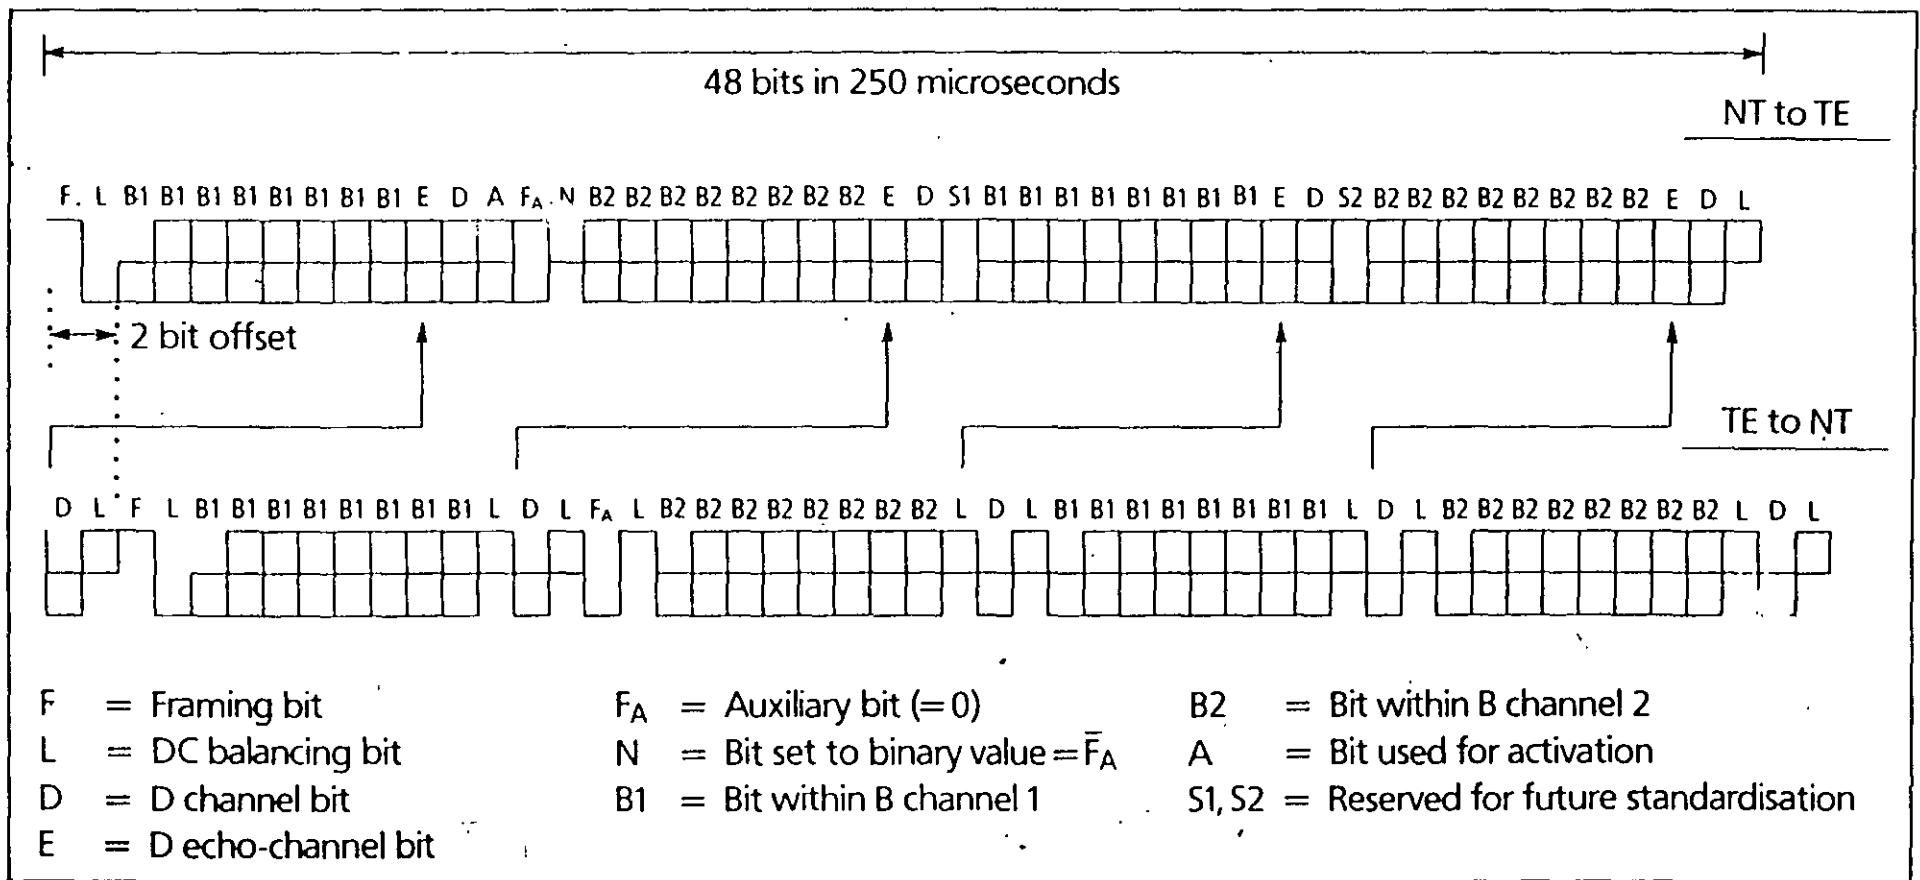 48 bits in 250 microseconds
NT to TE
F. L B1 B1 B1 B1 B1 B1 B1 B1 E D A FA N B2 B2 B2 B2 B2 B2 B2 B2 E D S1 B1 B1 B1 B1 B1 B1 B1 B1 E D S2 B2 B2 B2 B2 B2 B2 B2 B2 E D L
2 bit offset
TE to NT
D L F L B1 B1 B1 B1 B1 B1 B1 B1 L D L FA L B2 B2 B2 B2 B2 B2 B2 B2 L D L B1 B1 B1 B1 B1 B1 B1 B1 L D L B2 B2 B2 B2 B2 B2 B2 B2 L D L
F = Framing bit
L = DC balancing bit
D = D channel bit
E = D echo-channel bit
FA = Auxiliary bit (=0)
N = Bit set to binary value = F̄A
B1 = Bit within B channel 1
B2 = Bit within B channel 2
A = Bit used for activation
S1, S2 = Reserved for future standardisation